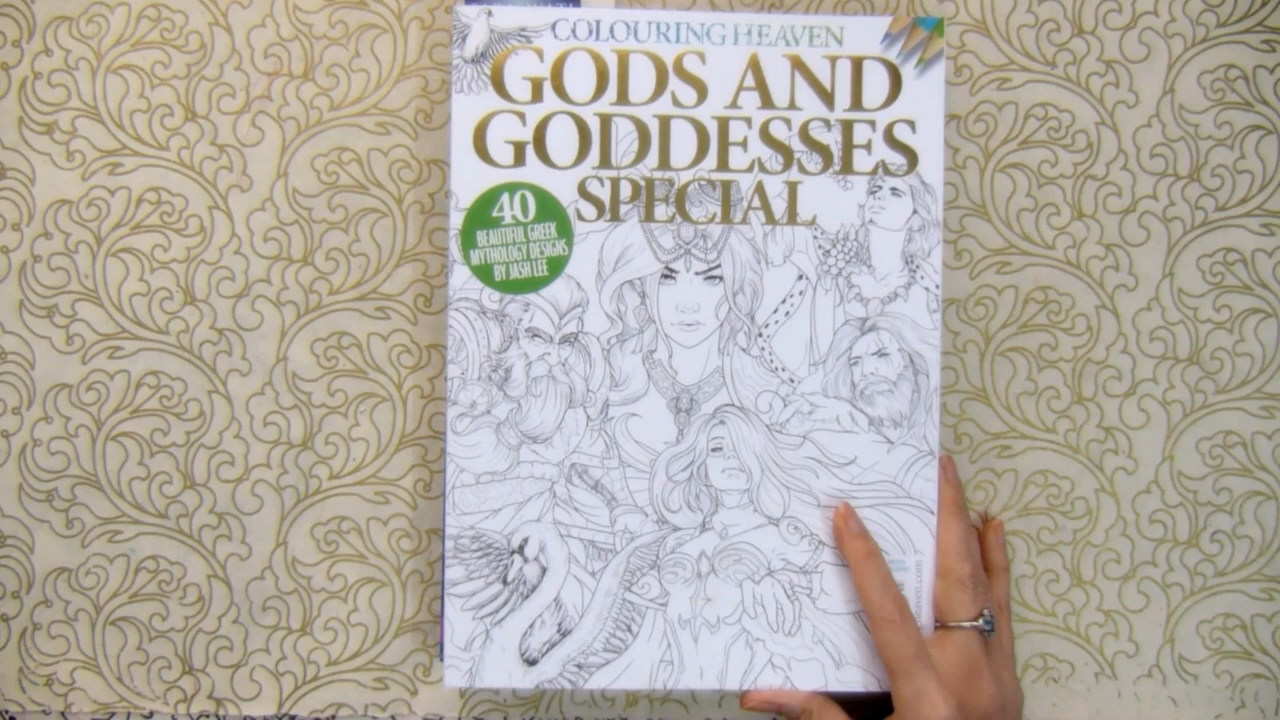 COLOURING HEAVEN
GODS AND
GODDESSES
SPECIAL
40
BEAUTIFUL GREEK
MYTHOLOGY DESIGNS
BY JASH LEE